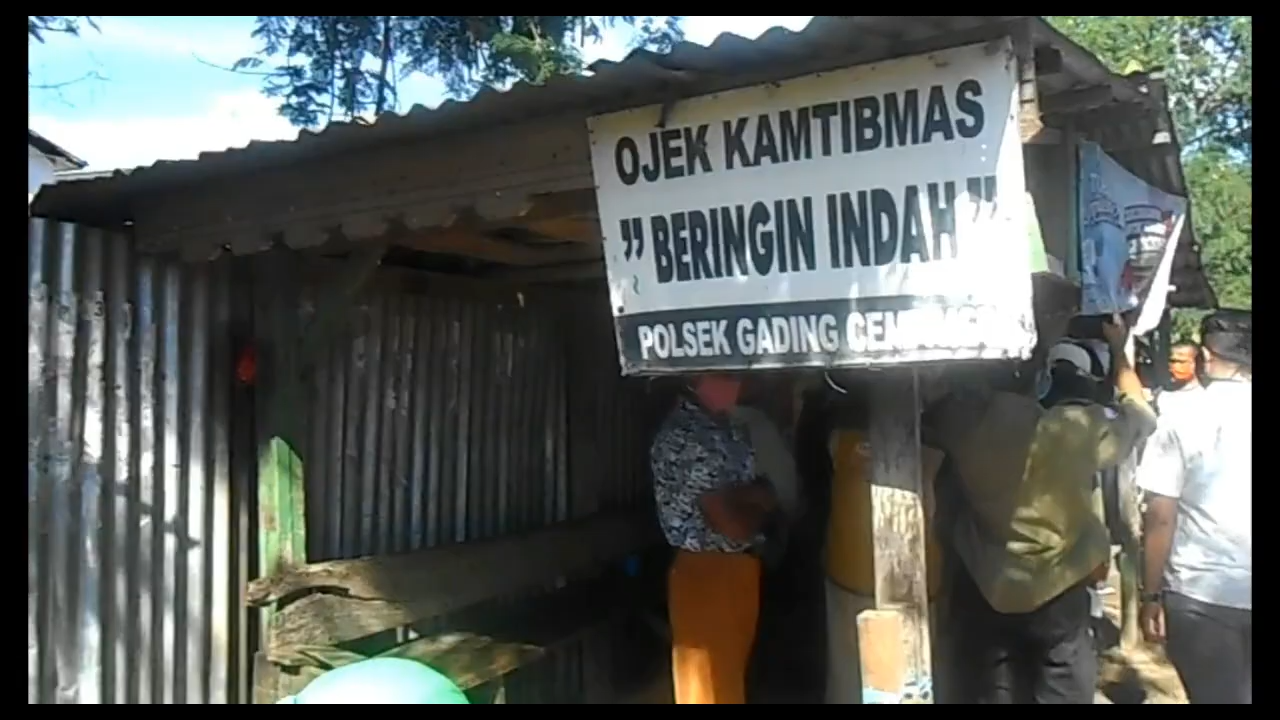 OJEK KAMTIBMAS
” BERINGIN INDAH ”
POLSEK GADING